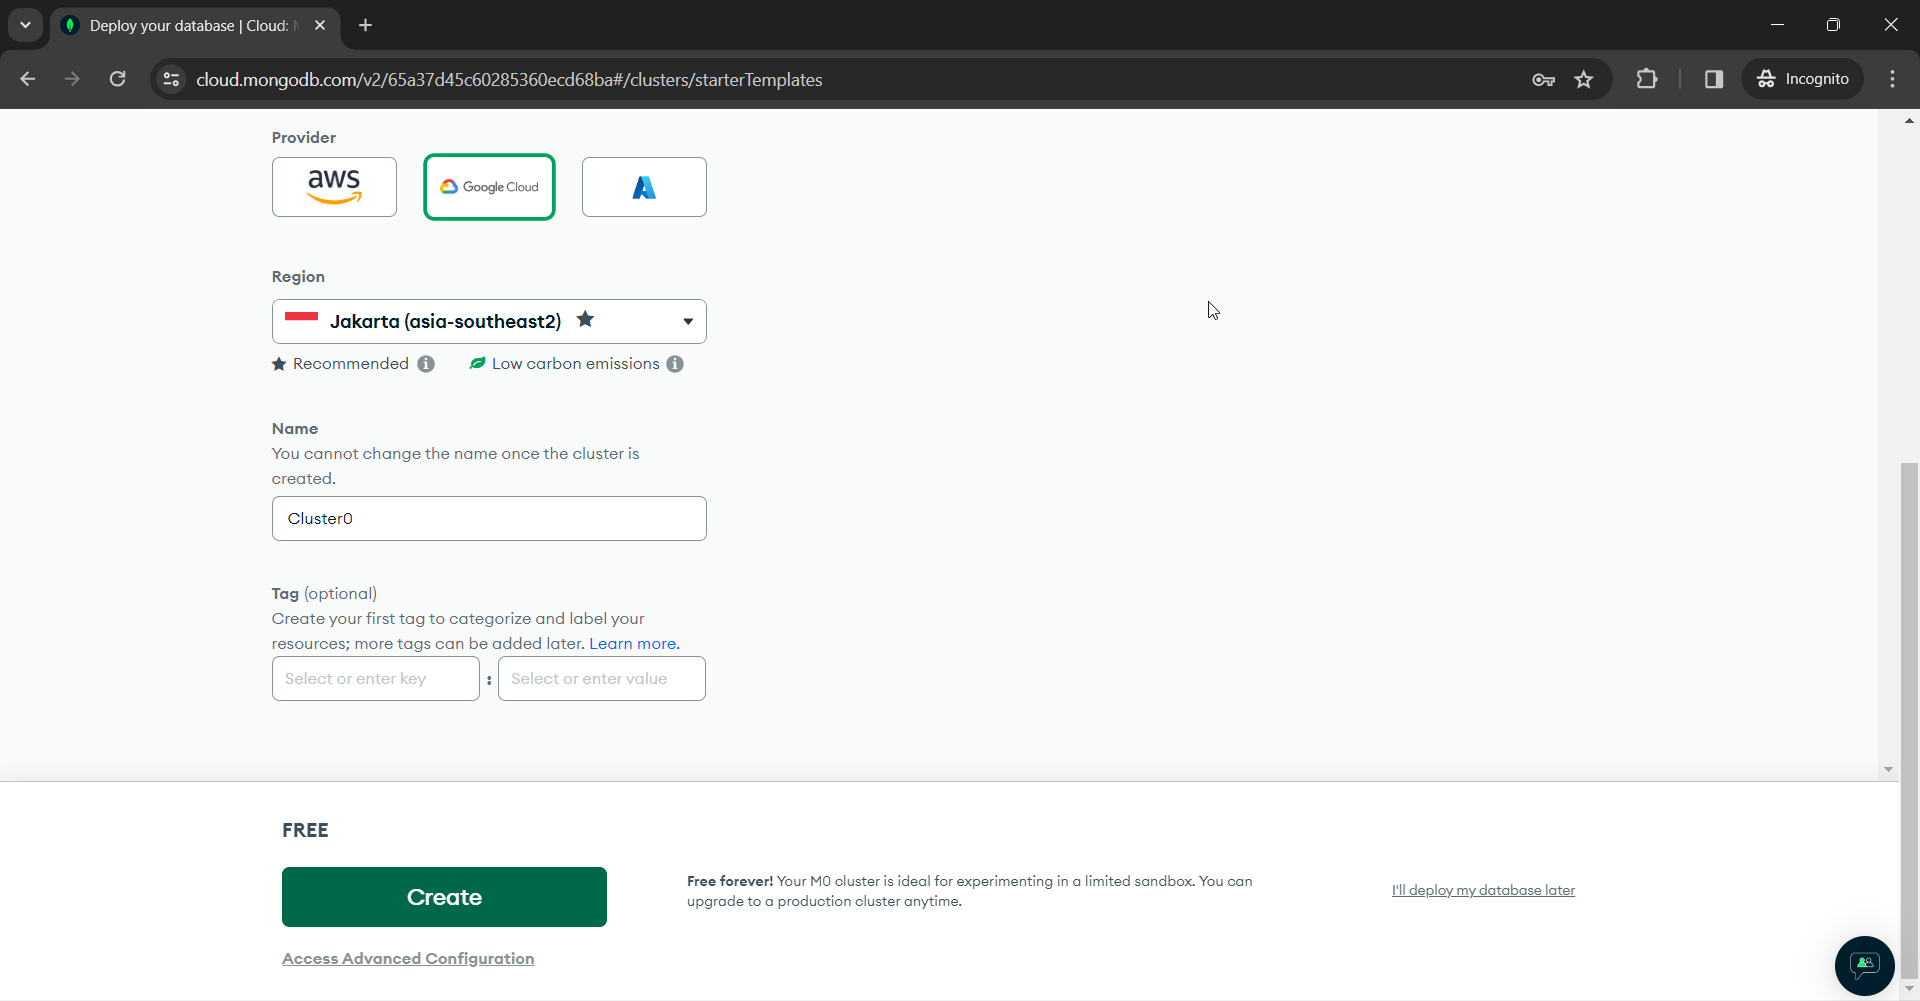 Deploy your database | Cloud:
cloud.mongodb.com/v2/65a37d45c60285360ecd68ba#/clusters/starterTemplates
Incognito
Provider
aws
Google Cloud
Region
Jakarta (asia-southeast2)
Recommended
Low carbon emissions
Name
You cannot change the name once the cluster is
created.
Cluster0
Tag (optional)
Create your first tag to categorize and label your
resources; more tags can be added later. Learn more.
Select or enter key : Select or enter value
FREE
Create
Free forever! Your M0 cluster is ideal for experimenting in a limited sandbox. You can
upgrade to a production cluster anytime.
I'll deploy my database later
Access Advanced Configuration